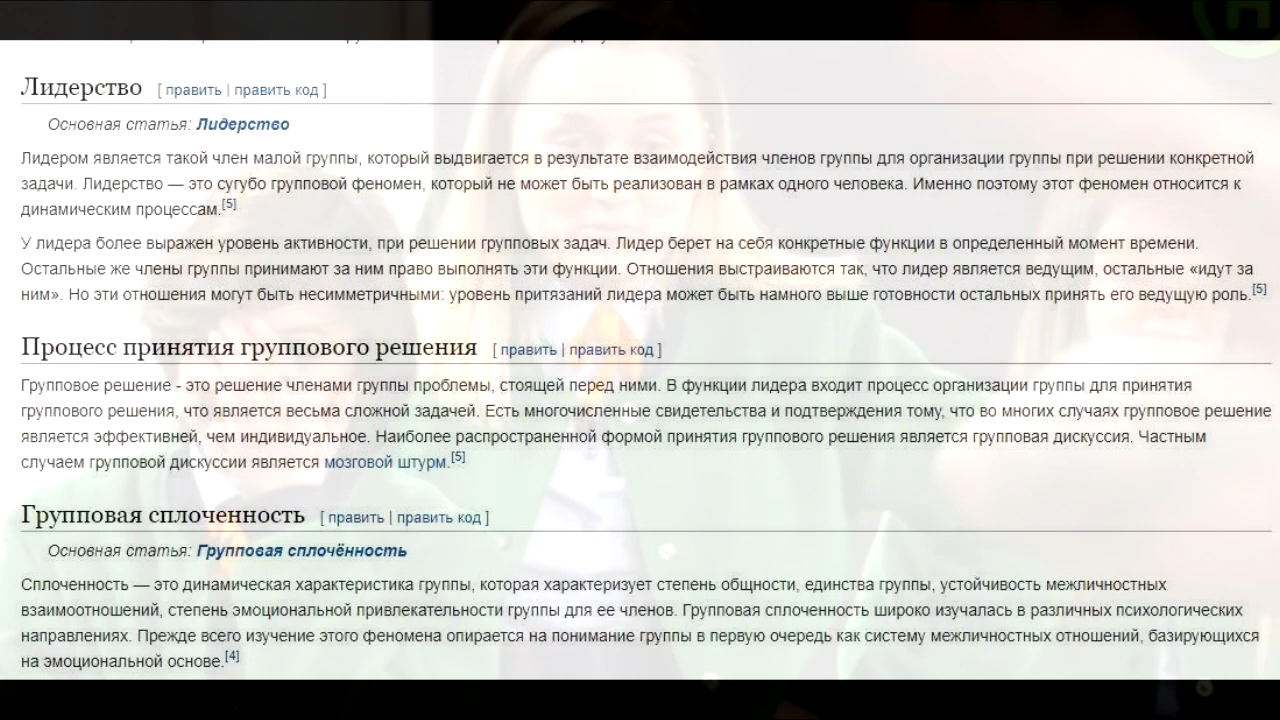 Лидерство [ править | править код ]
Основная статья: Лидерство
Лидером является такой член малой группы, который выдвигается в результате взаимодействия членов группы для организации группы при решении конкретной
задачи. Лидерство — это сугубо групповой феномен, который не может быть реализован в рамках одного человека. Именно поэтому этот феномен относится к
динамическим процессам.[5]
У лидера более выражен уровень активности, при решении групповых задач. Лидер берет на себя конкретные функции в определенный момент времени.
Остальные же члены группы принимают за ним право выполнять эти функции. Отношения выстраиваются так, что лидер является ведущим, остальные «идут за
ним». Но эти отношения могут быть несимметричными: уровень притязаний лидера может быть намного выше готовности остальных принять его ведущую роль.[5]
Процесс принятия группового решения [ править | править код ]
Групповое решение - это решение членами группы проблемы, стоящей перед ними. В функции лидера входит процесс организации группы для принятия
группового решения, что является весьма сложной задачей. Есть многочисленные свидетельства и подтверждения тому, что во многих случаях групповое решение
является эффективней, чем индивидуальное. Наиболее распространенной формой принятия группового решения является групповая дискуссия. Частным
случаем групповой дискуссии является мозговой штурм.[5]
Групповая сплоченность [ править | править код ]
Основная статья: Групповая сплочённость
Сплоченность — это динамическая характеристика группы, которая характеризует степень общности, единства группы, устойчивость межличностных
взаимоотношений, степень эмоциональной привлекательности группы для ее членов. Групповая сплоченность широко изучалась в различных психологических
направлениях. Прежде всего изучение этого феномена опирается на понимание группы в первую очередь как систему межличностных отношений, базирующихся
на эмоциональной основе.[4]